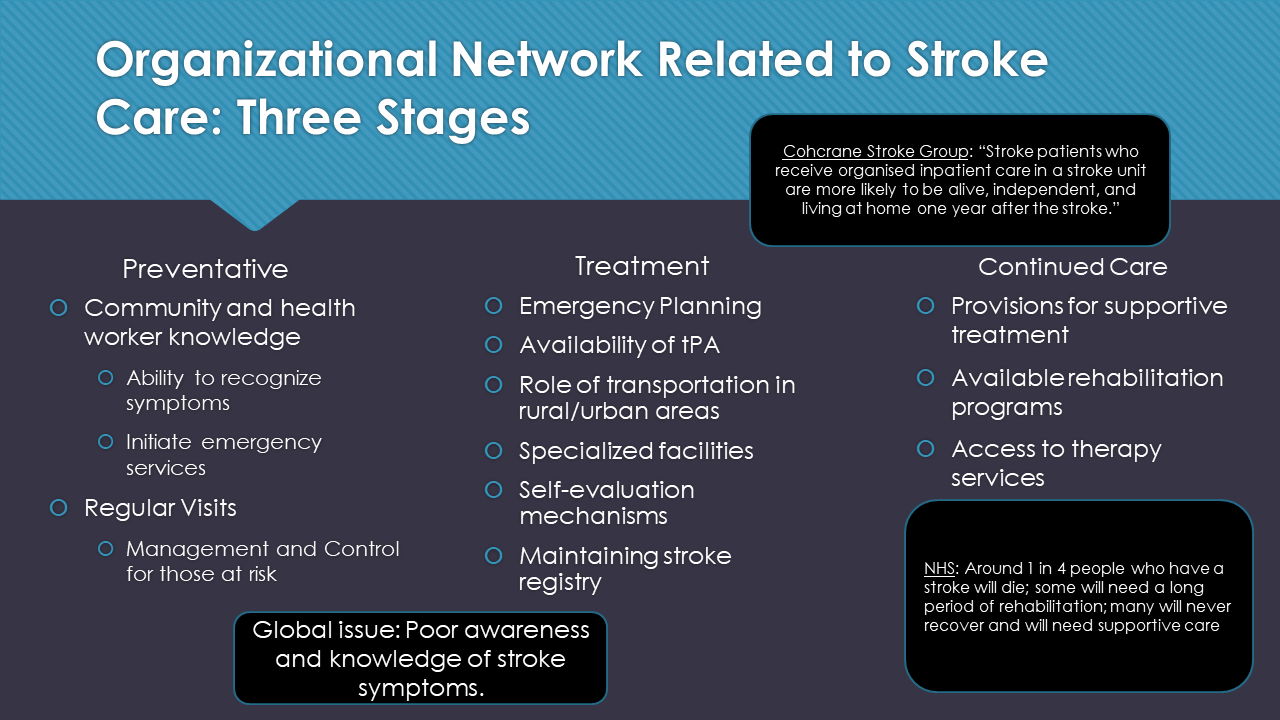 Organizational Network Related to Stroke
Care: Three Stages
Cohcrane Stroke Group: “Stroke patients who
receive organised inpatient care in a stroke unit
are more likely to be alive, independent, and
living at home one year after the stroke.”
Preventative
Community and health
worker knowledge
Ability to recognize
symptoms
Initiate emergency
services
Regular Visits
Management and Control
for those at risk
Treatment
Emergency Planning
Availability of tPA
Role of transportation in
rural/urban areas
Specialized facilities
Self-evaluation
mechanisms
Maintaining stroke
registry
Continued Care
Provisions for supportive
treatment
Available rehabilitation
programs
Access to therapy
services
NHS: Around 1 in 4 people who have a
stroke will die; some will need a long
period of rehabilitation; many will never
recover and will need supportive care
Global issue: Poor awareness
and knowledge of stroke
symptoms.